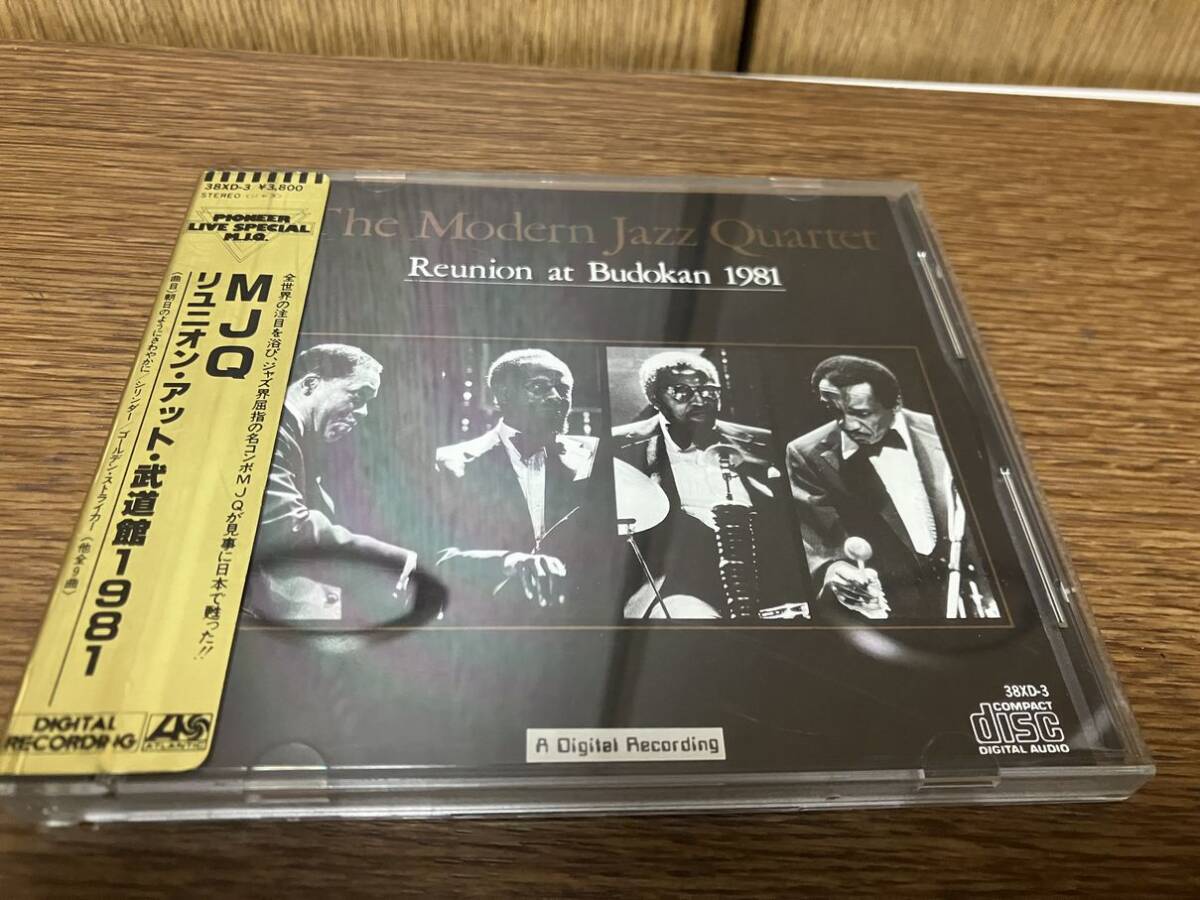 38XD-3 ¥3,800
STEREO (ジャズ)
PIONEER
LIVE SPECIAL
M.J.Q.
全世界の注目を浴び、ジャズ界屈指の名コンボMJQが見事に日本で甦った!!
MJQ
リュニオン・アット・武道館1981
(曲目)朝日のようにさわやかに/シリンダー/ゴールデン・ストライカー (他全9曲)
DIGITAL
RECORDING
ATLANTIC
The Modern Jazz Quartet
Reunion at Budokan 1981
38XD-3
COMPACT
disc
DIGITAL AUDIO
A Digital Recording